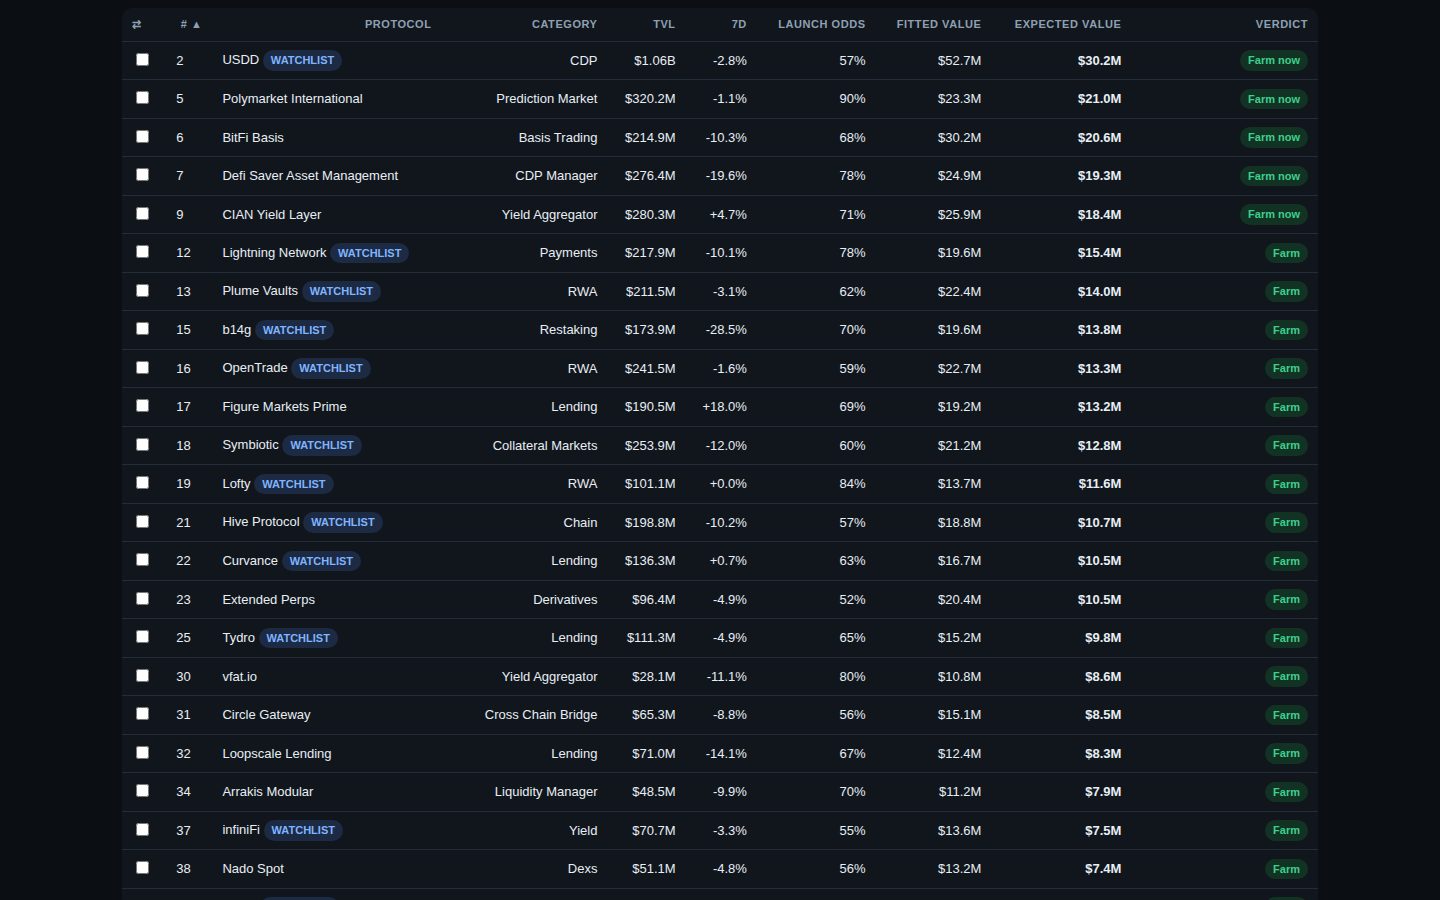 ⇄ # ▲ PROTOCOL CATEGORY TVL 7D LAUNCH ODDS FITTED VALUE EXPECTED VALUE VERDICT
2 USDD WATCHLIST CDP $1.06B -2.8% 57% $52.7M $30.2M Farm now
5 Polymarket International Prediction Market $320.2M -1.1% 90% $23.3M $21.0M Farm now
6 BitFi Basis Basis Trading $214.9M -10.3% 68% $30.2M $20.6M Farm now
7 Defi Saver Asset Management CDP Manager $276.4M -19.6% 78% $24.9M $19.3M Farm now
9 CIAN Yield Layer Yield Aggregator $280.3M +4.7% 71% $25.9M $18.4M Farm now
12 Lightning Network WATCHLIST Payments $217.9M -10.1% 78% $19.6M $15.4M Farm
13 Plume Vaults WATCHLIST RWA $211.5M -3.1% 62% $22.4M $14.0M Farm
15 b14g WATCHLIST Restaking $173.9M -28.5% 70% $19.6M $13.8M Farm
16 OpenTrade WATCHLIST RWA $241.5M -1.6% 59% $22.7M $13.3M Farm
17 Figure Markets Prime Lending $190.5M +18.0% 69% $19.2M $13.2M Farm
18 Symbiotic WATCHLIST Collateral Markets $253.9M -12.0% 60% $21.2M $12.8M Farm
19 Lofty WATCHLIST RWA $101.1M +0.0% 84% $13.7M $11.6M Farm
21 Hive Protocol WATCHLIST Chain $198.8M -10.2% 57% $18.8M $10.7M Farm
22 Curvance WATCHLIST Lending $136.3M +0.7% 63% $16.7M $10.5M Farm
23 Extended Perps Derivatives $96.4M -4.9% 52% $20.4M $10.5M Farm
25 Tydro WATCHLIST Lending $111.3M -4.9% 65% $15.2M $9.8M Farm
30 vfat.io Yield Aggregator $28.1M -11.1% 80% $10.8M $8.6M Farm
31 Circle Gateway Cross Chain Bridge $65.3M -8.8% 56% $15.1M $8.5M Farm
32 Loopscale Lending Lending $71.0M -14.1% 67% $12.4M $8.3M Farm
34 Arrakis Modular Liquidity Manager $48.5M -9.9% 70% $11.2M $7.9M Farm
37 infiniFi WATCHLIST Yield $70.7M -3.3% 55% $13.6M $7.5M Farm
38 Nado Spot Dexs $51.1M -4.8% 56% $13.2M $7.4M Farm